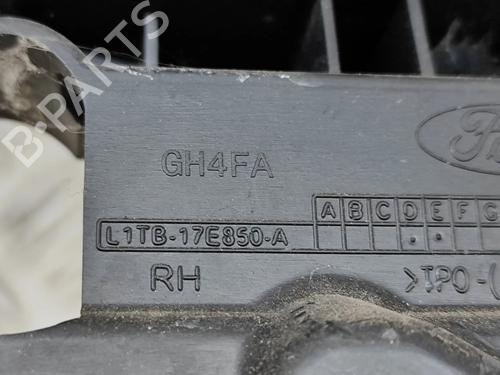 GH4FA
A B C D E F G
L1TB-17E850-A
RH
>TPO-(
B-PARTS